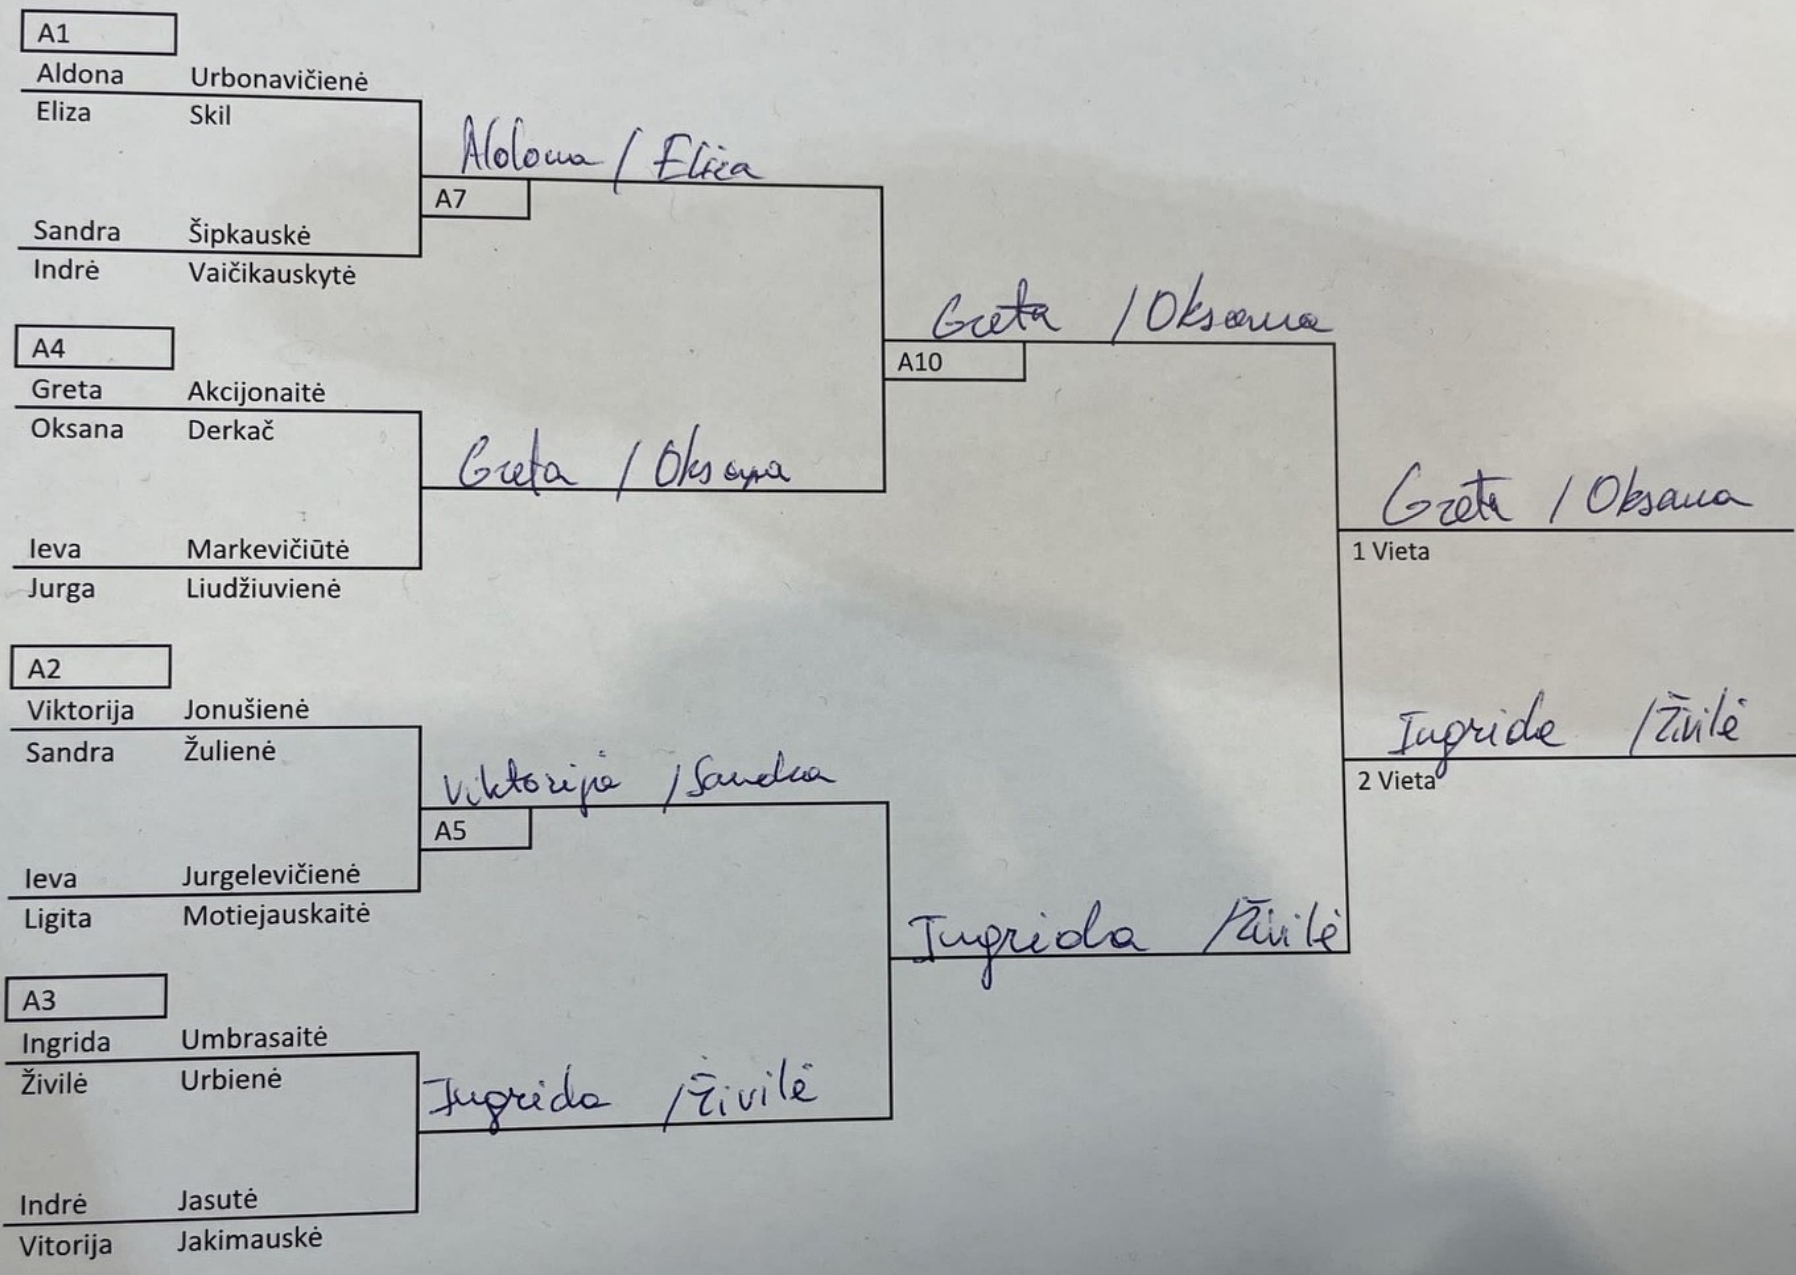 A1
Aldona Urbonavičienė
Eliza Skil
Aldona / Eliza
A7
Sandra Šipkauskė
Indrė Vaičikauskytė
Greta / Oksana
A10
A4
Greta Akcijonaitė
Oksana Derkač
Greta / Oksana
Ieva Markevičiūtė
Jurga Liudžiuvienė
Greta / Oksana
1 Vieta
A2
Viktorija Jonušienė
Sandra Žulienė
Viktorija / Sandra
A5
Ieva Jurgelevičienė
Ligita Motiejauskaitė
Ingrida / Živilė
2 Vieta
Ingrida / Živilė
A3
Ingrida Umbrasaitė
Živilė Urbienė
Ingrida / Živilė
Indrė Jasutė
Vitorija Jakimauskė